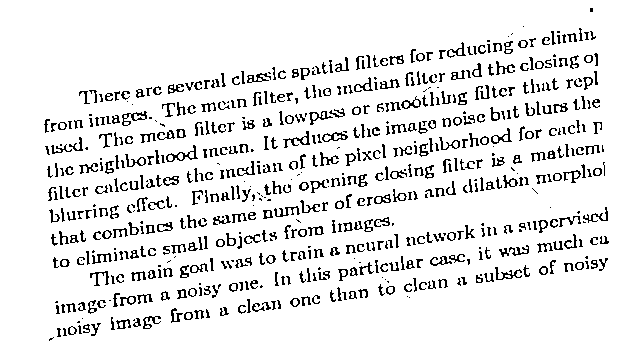 There are several classic spatial filters for reducing or elimin
from images. The mean filter, the median filter and the closing op
used. The mean filter is a lowpass or smoothing filter that repl
the neighborhood mean. It reduces the image noise but blurs the
filter calculates the median of the pixel neighborhood for each p
blurring effect. Finally, the opening closing filter is a mathem
that combines the same number of erosion and dilation morphol
to eliminate small objects from images.
The main goal was to train a neural network in a supervised
image from a noisy one. In this particular case, it was much ea
noisy image from a clean one than to clean a subset of noisy